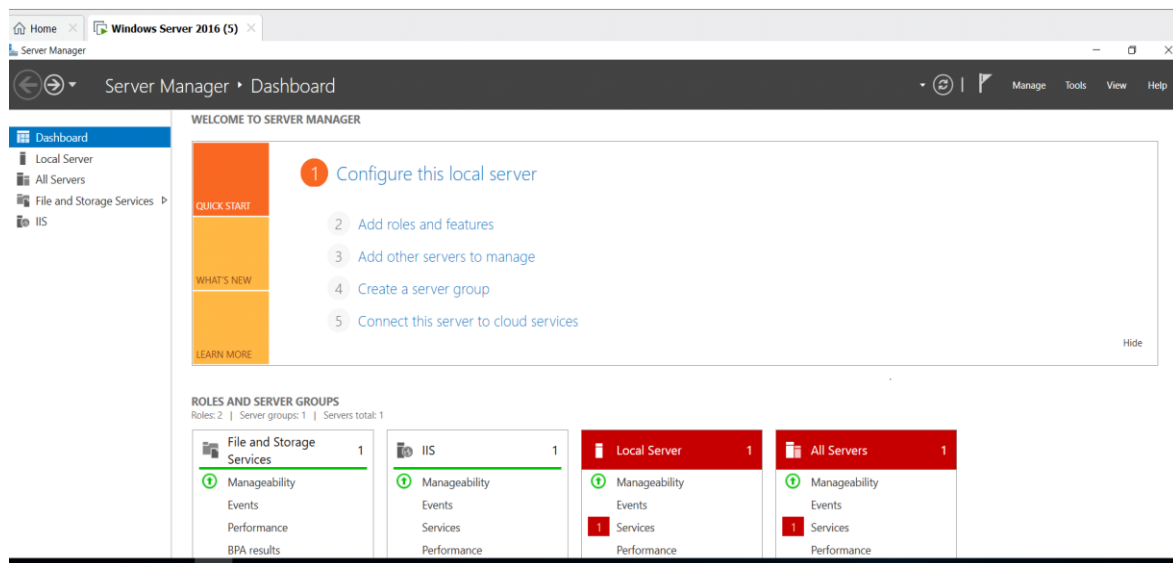 Home
Windows Server 2016 (5)
Server Manager
Server Manager • Dashboard
Manage Tools View Help
Dashboard
Local Server
All Servers
File and Storage Services
IIS
WELCOME TO SERVER MANAGER
QUICK START
WHAT'S NEW
LEARN MORE
1 Configure this local server
2 Add roles and features
3 Add other servers to manage
4 Create a server group
5 Connect this server to cloud services
Hide
ROLES AND SERVER GROUPS
Roles: 2 | Server groups: 1 | Servers total: 1
File and Storage
Services 1
Manageability
Events
Performance
BPA results
IIS 1
Manageability
Events
Services
Performance
Local Server 1
Manageability
Events
1 Services
Performance
All Servers 1
Manageability
Events
1 Services
Performance